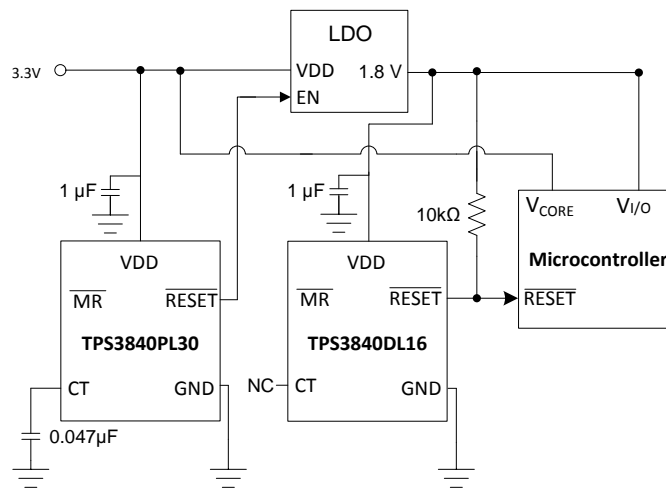 LDO
3.3V
VDD
1.8 V
EN
1 µF
1 µF
10kΩ
VCORE
VI/O
Microcontroller
RESET
VDD
MR
RESET
TPS3840PL30
CT
GND
0.047µF
VDD
MR
RESET
TPS3840DL16
NC
CT
GND